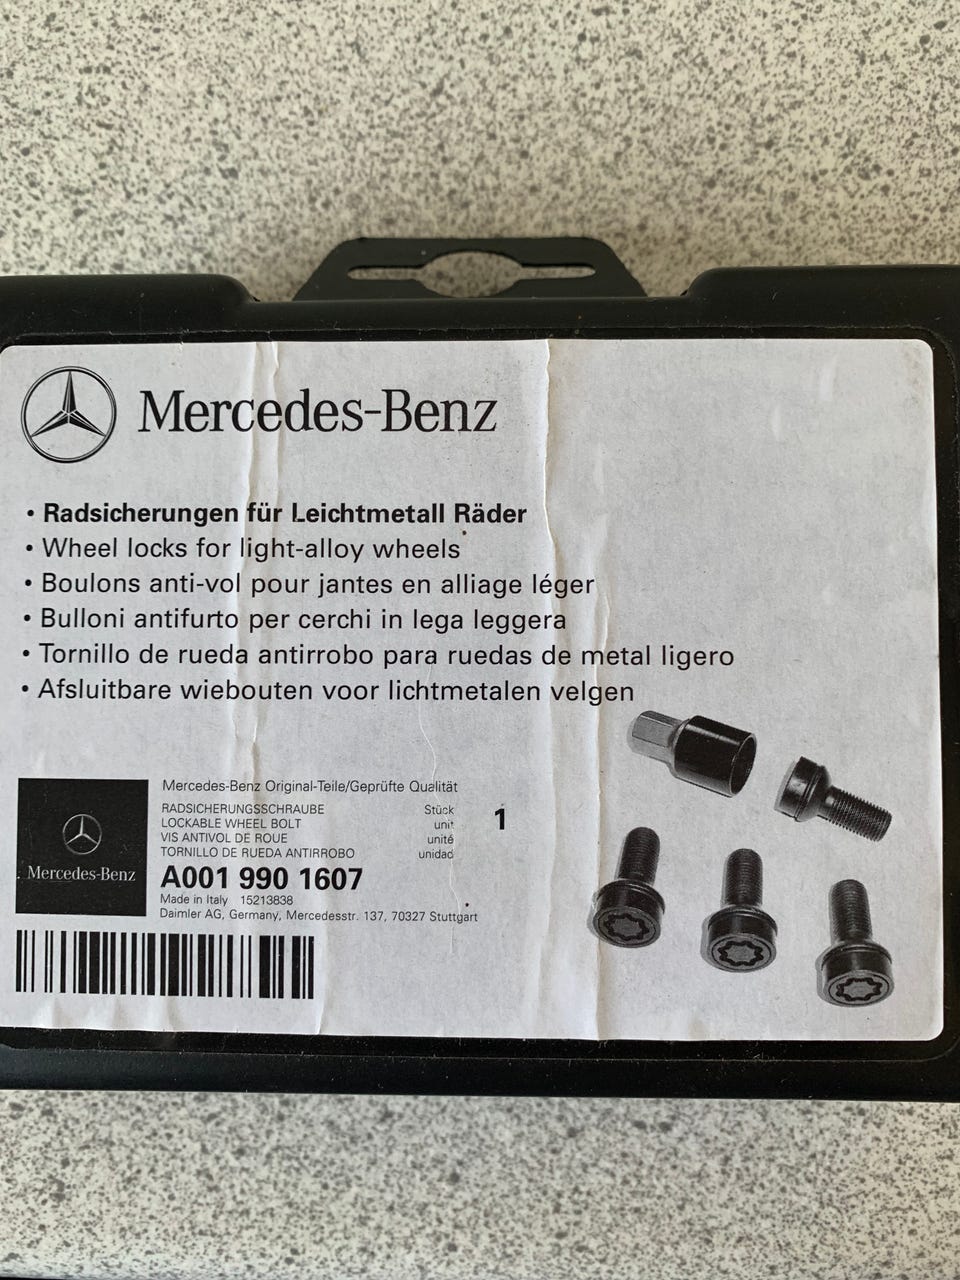 Mercedes-Benz
• Radsicherungen für Leichtmetall Räder
• Wheel locks for light-alloy wheels
• Boulons anti-vol pour jantes en alliage léger
• Bulloni antifurto per cerchi in lega leggera
• Tornillo de rueda antirrobo para ruedas de metal ligero
• Afsluitbare wiebouten voor lichtmetalen velgen
Mercedes-Benz
Mercedes-Benz Original-Teile/Geprüfte Qualität
RADSICHERUNGSSCHRAUBE Stück
LOCKABLE WHEEL BOLT unit 1
VIS ANTIVOL DE ROUE unité
TORNILLO DE RUEDA ANTIRROBO unidad
A001 990 1607
Made in Italy 15213838
Daimler AG, Germany, Mercedesstr. 137, 70327 Stuttgart